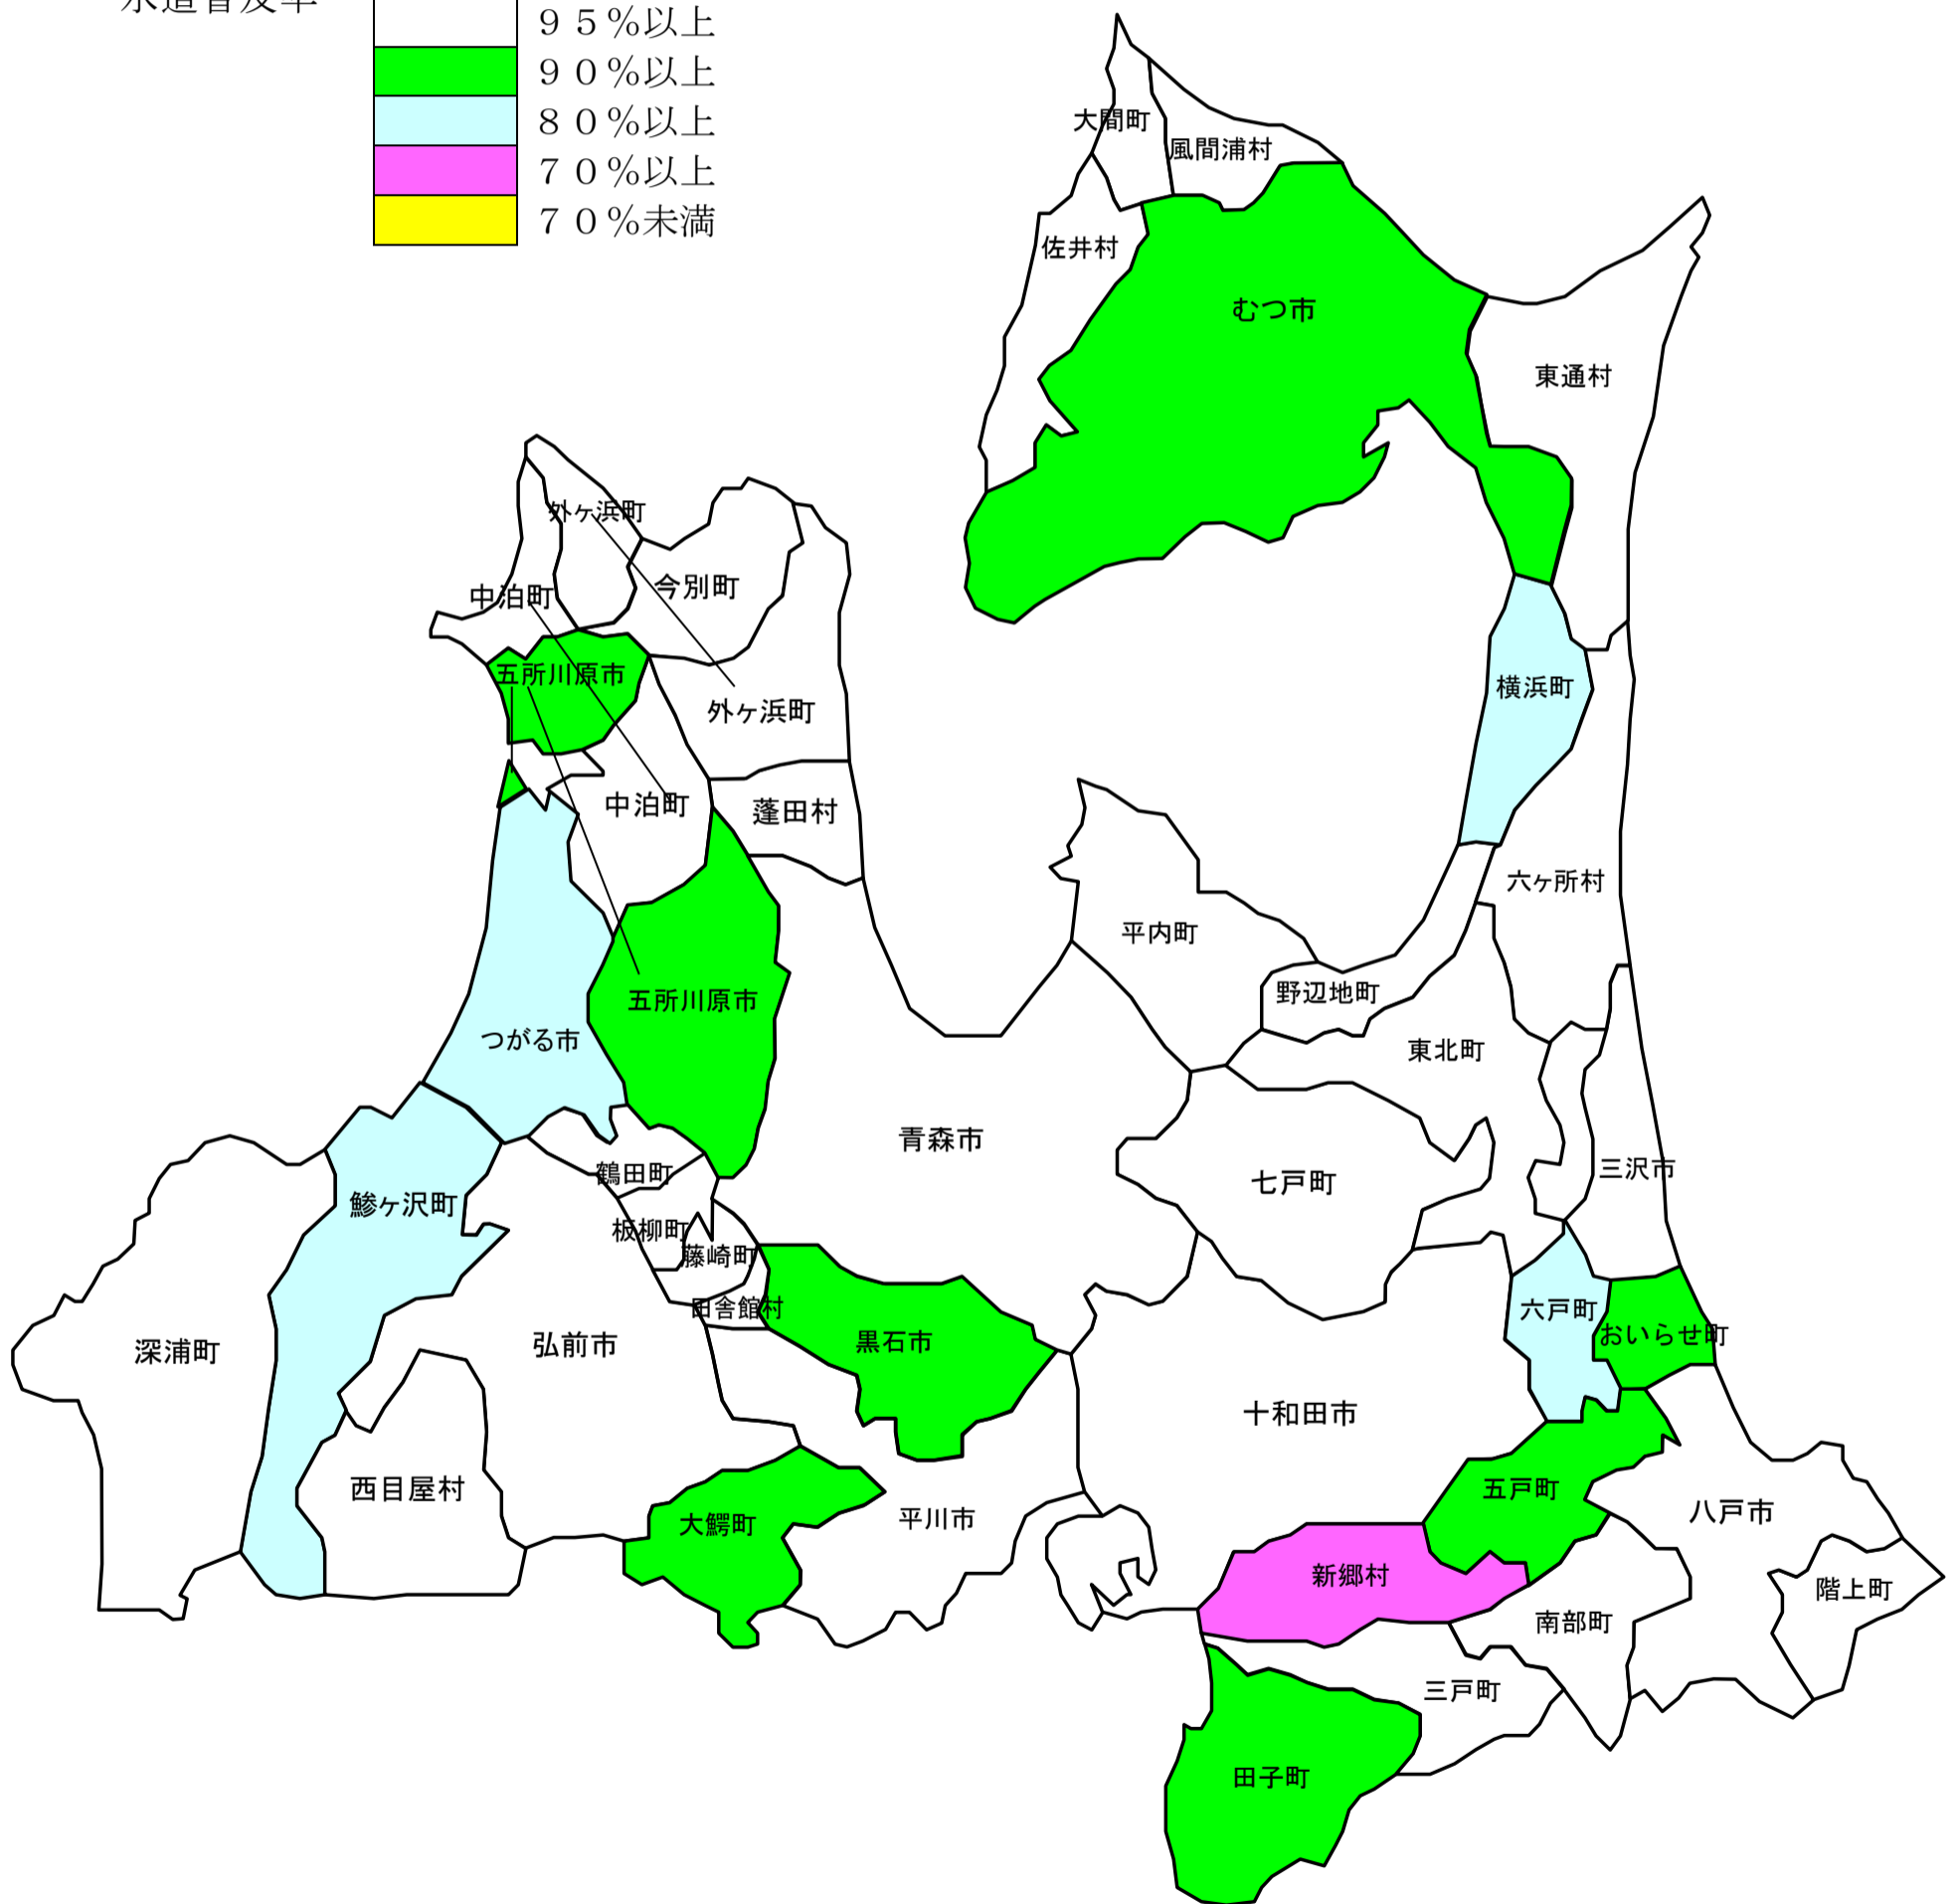 水道普及率
９５％以上
９０％以上
８０％以上
７０％以上
７０％未満
大間町
風間浦村
佐井村
むつ市
東通村
外ヶ浜町
今別町
中泊町
五所川原市
横浜町
外ヶ浜町
中泊町
蓬田村
六ヶ所村
平内町
野辺地町
五所川原市
つがる市
東北町
青森市
鶴田町
三沢市
七戸町
鰺ヶ沢町
板柳町
藤崎町
田舎館村
六戸町
おいらせ町
深浦町
弘前市
黒石市
十和田市
西目屋村
五戸町
八戸市
大鰐町
平川市
新郷村
階上町
南部町
三戸町
田子町